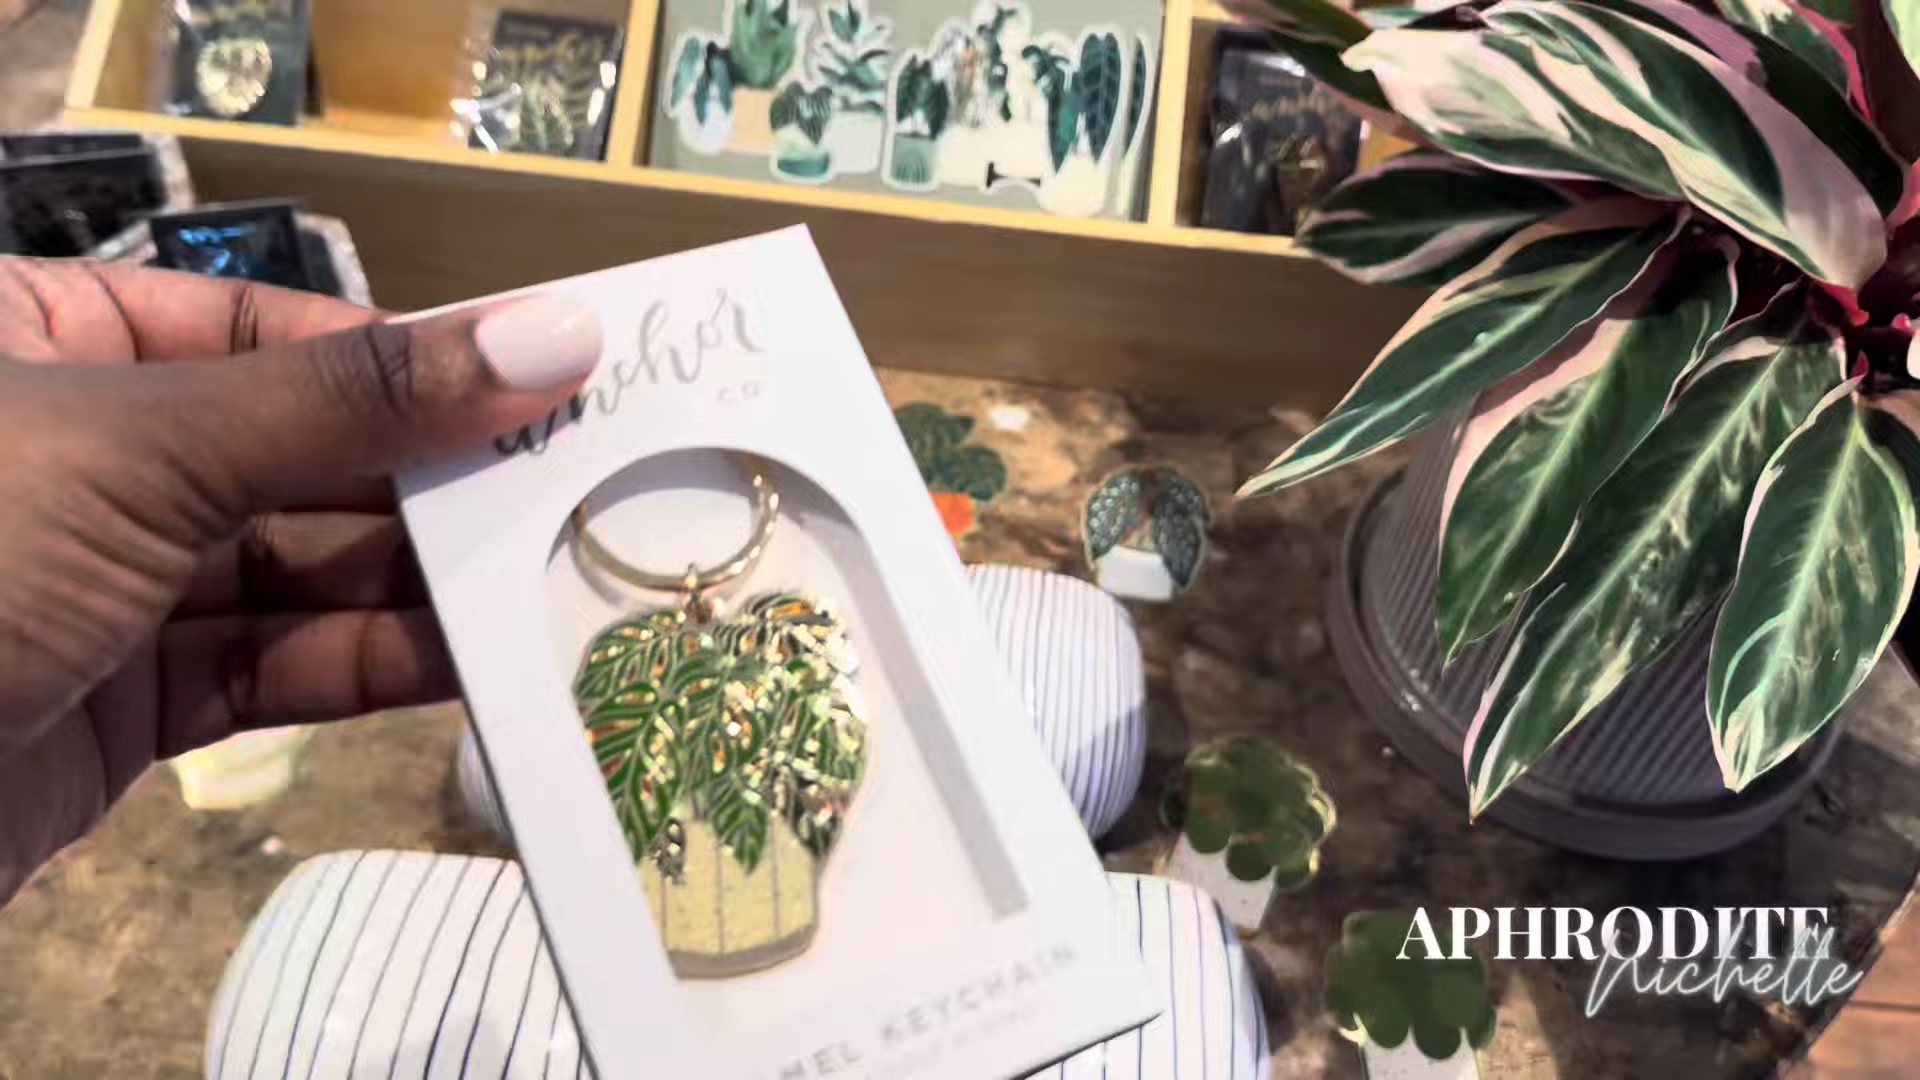 anchor
CO
MEL KEYCHAIN
APHRODITE
Nichelle